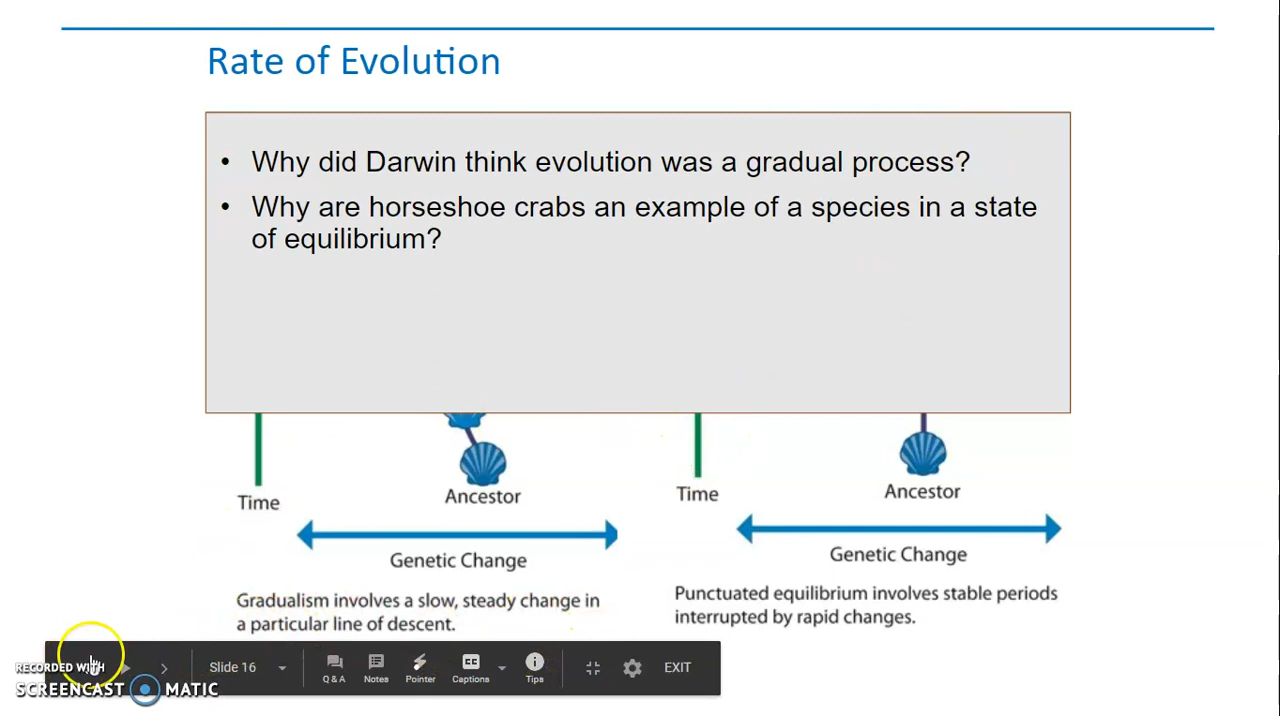 Rate of Evolution
• Why did Darwin think evolution was a gradual process?
• Why are horseshoe crabs an example of a species in a state
of equilibrium?
Time
Ancestor
Time
Ancestor
Genetic Change
Genetic Change
Gradualism involves a slow, steady change in
a particular line of descent.
Punctuated equilibrium involves stable periods
interrupted by rapid changes.
RECORDED WITH
SCREENCAST MATIC
Slide 16
Q & A
Notes
Pointer
CC
Captions
Tips
EXIT